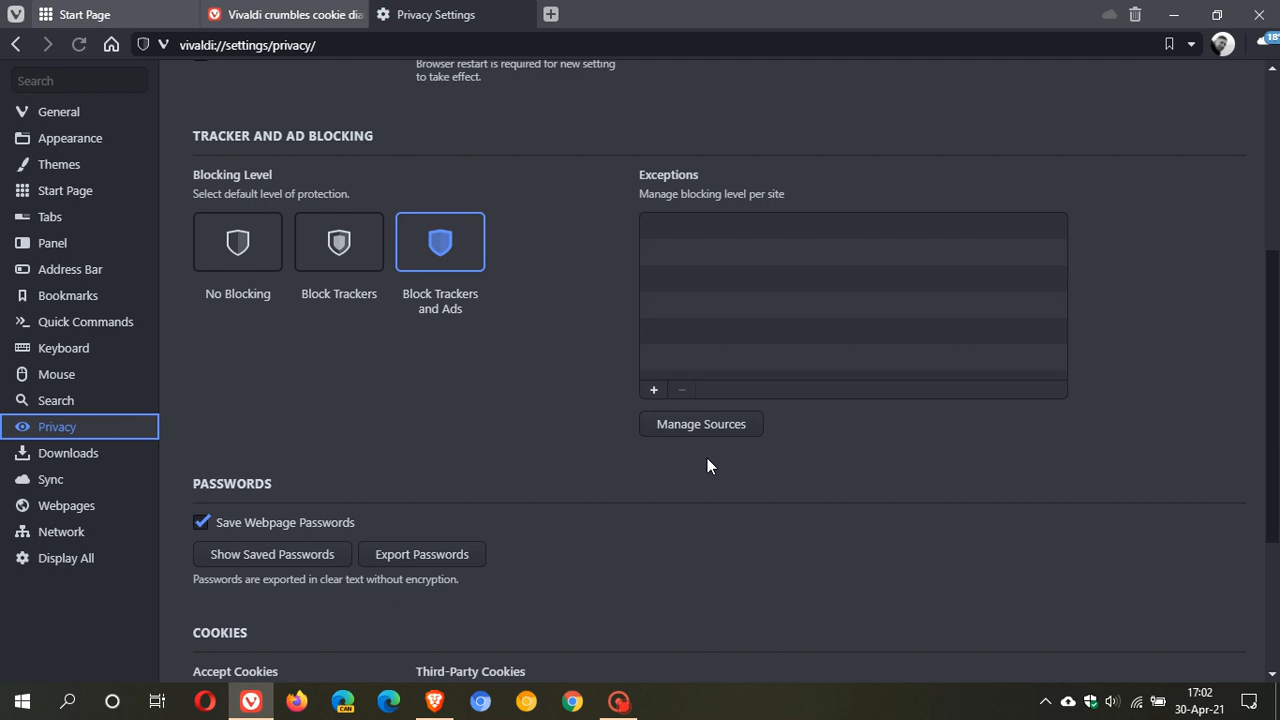 Start Page
Vivaldi crumbles cookie dia
Privacy Settings
vivaldi://settings/privacy/
18°
Search
General
Appearance
Themes
Start Page
Tabs
Panel
Address Bar
Bookmarks
Quick Commands
Keyboard
Mouse
Search
Privacy
Downloads
Sync
Webpages
Network
Display All
Browser restart is required for new setting
to take effect.
TRACKER AND AD BLOCKING
Blocking Level
Select default level of protection.
No Blocking
Block Trackers
Block Trackers
and Ads
Exceptions
Manage blocking level per site
Manage Sources
PASSWORDS
Save Webpage Passwords
Show Saved Passwords
Export Passwords
Passwords are exported in clear text without encryption.
COOKIES
Accept Cookies
Third-Party Cookies
CAN
17:02
30-Apr-21